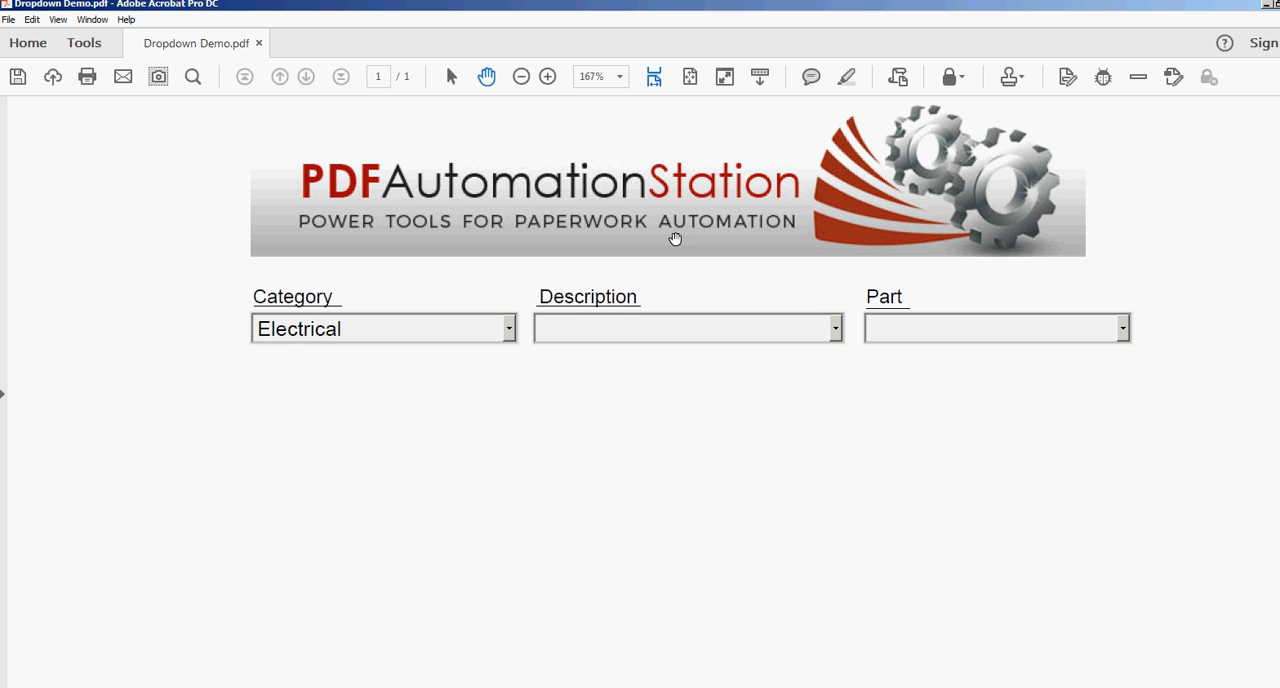 Dropdown Demo.pdf - Adobe Acrobat Pro DC
File Edit View Window Help
Home Tools Dropdown Demo.pdf × ? Sign
1 / 1 167%
PDFAutomationStation
POWER TOOLS FOR PAPERWORK AUTOMATION
Category Description Part
Electrical